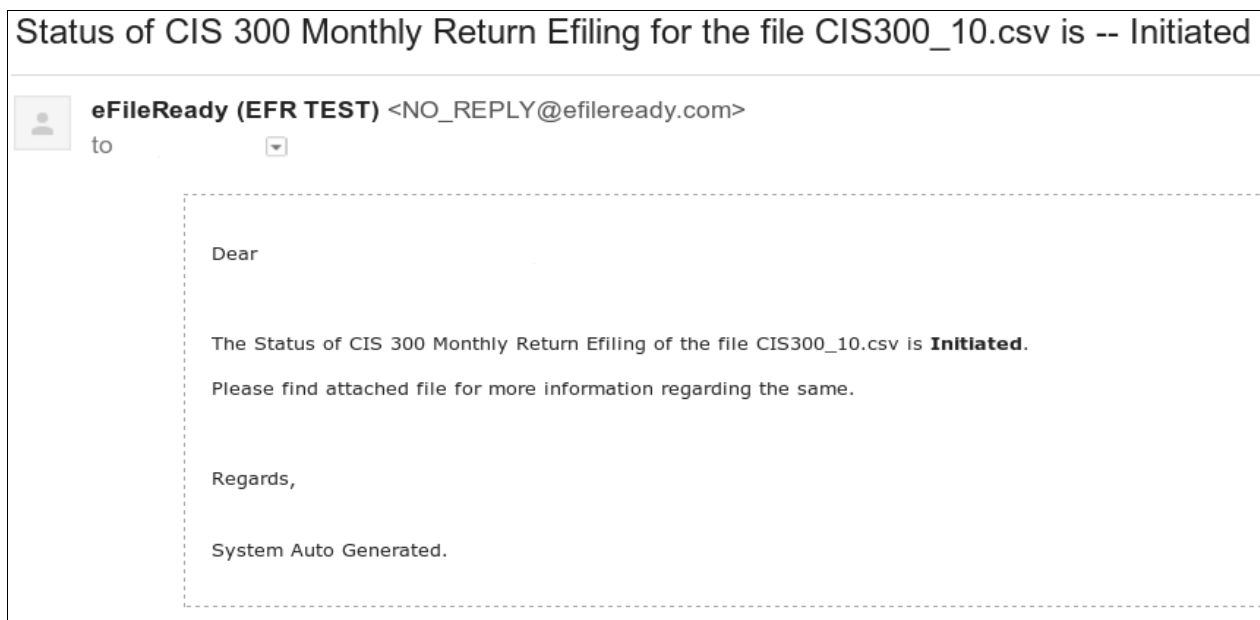 Status of CIS 300 Monthly Return Efiling for the file CIS300_10.csv is -- Initiated
eFileReady (EFR TEST) <NO_REPLY@efileready.com>
to
Dear
The Status of CIS 300 Monthly Return Efiling of the file CIS300_10.csv is Initiated.
Please find attached file for more information regarding the same.
Regards,
System Auto Generated.